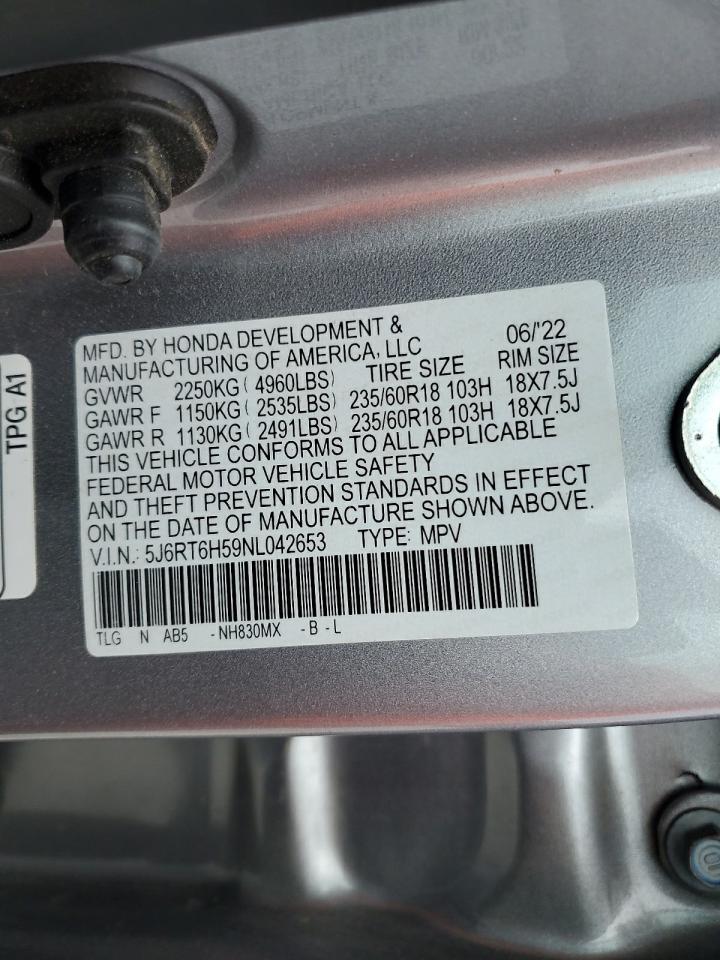 MFD. BY HONDA DEVELOPMENT &
MANUFACTURING OF AMERICA, LLC 06/'22
GVWR 2250KG ( 4960LBS) TIRE SIZE RIM SIZE
GAWR F 1150KG ( 2535LBS) 235/60R18 103H 18X7.5J
GAWR R 1130KG ( 2491LBS) 235/60R18 103H 18X7.5J
THIS VEHICLE CONFORMS TO ALL APPLICABLE
FEDERAL MOTOR VEHICLE SAFETY
AND THEFT PREVENTION STANDARDS IN EFFECT
ON THE DATE OF MANUFACTURE SHOWN ABOVE.
V.I.N.: 5J6RT6H59NL042653 TYPE: MPV
TLG N AB5 -NH830MX -B -L
TPG A1